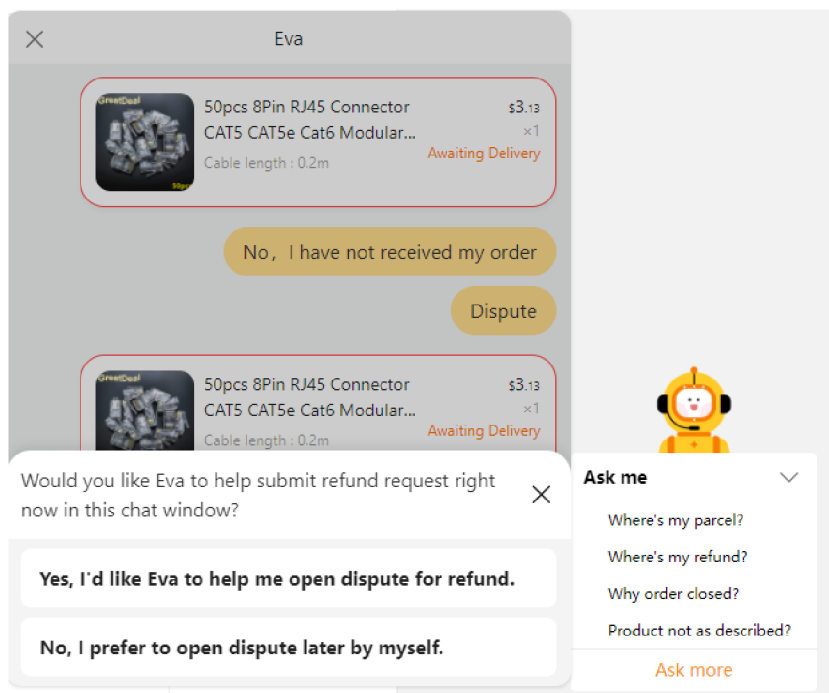 Eva
GreatDeal
50pcs 8Pin RJ45 Connector
$3.13
CAT5 CAT5e Cat6 Modular...
×1
Awaiting Delivery
Cable length : 0.2m
50pc
No，I have not received my order
Dispute
GreatDeal
50pcs 8Pin RJ45 Connector
$3.13
CAT5 CAT5e Cat6 Modular...
×1
Awaiting Delivery
Cable length : 0.2m
Would you like Eva to help submit refund request right
now in this chat window?
Yes, I'd like Eva to help me open dispute for refund.
No, I prefer to open dispute later by myself.
Ask me
Where's my parcel?
Where's my refund?
Why order closed?
Product not as described?
Ask more